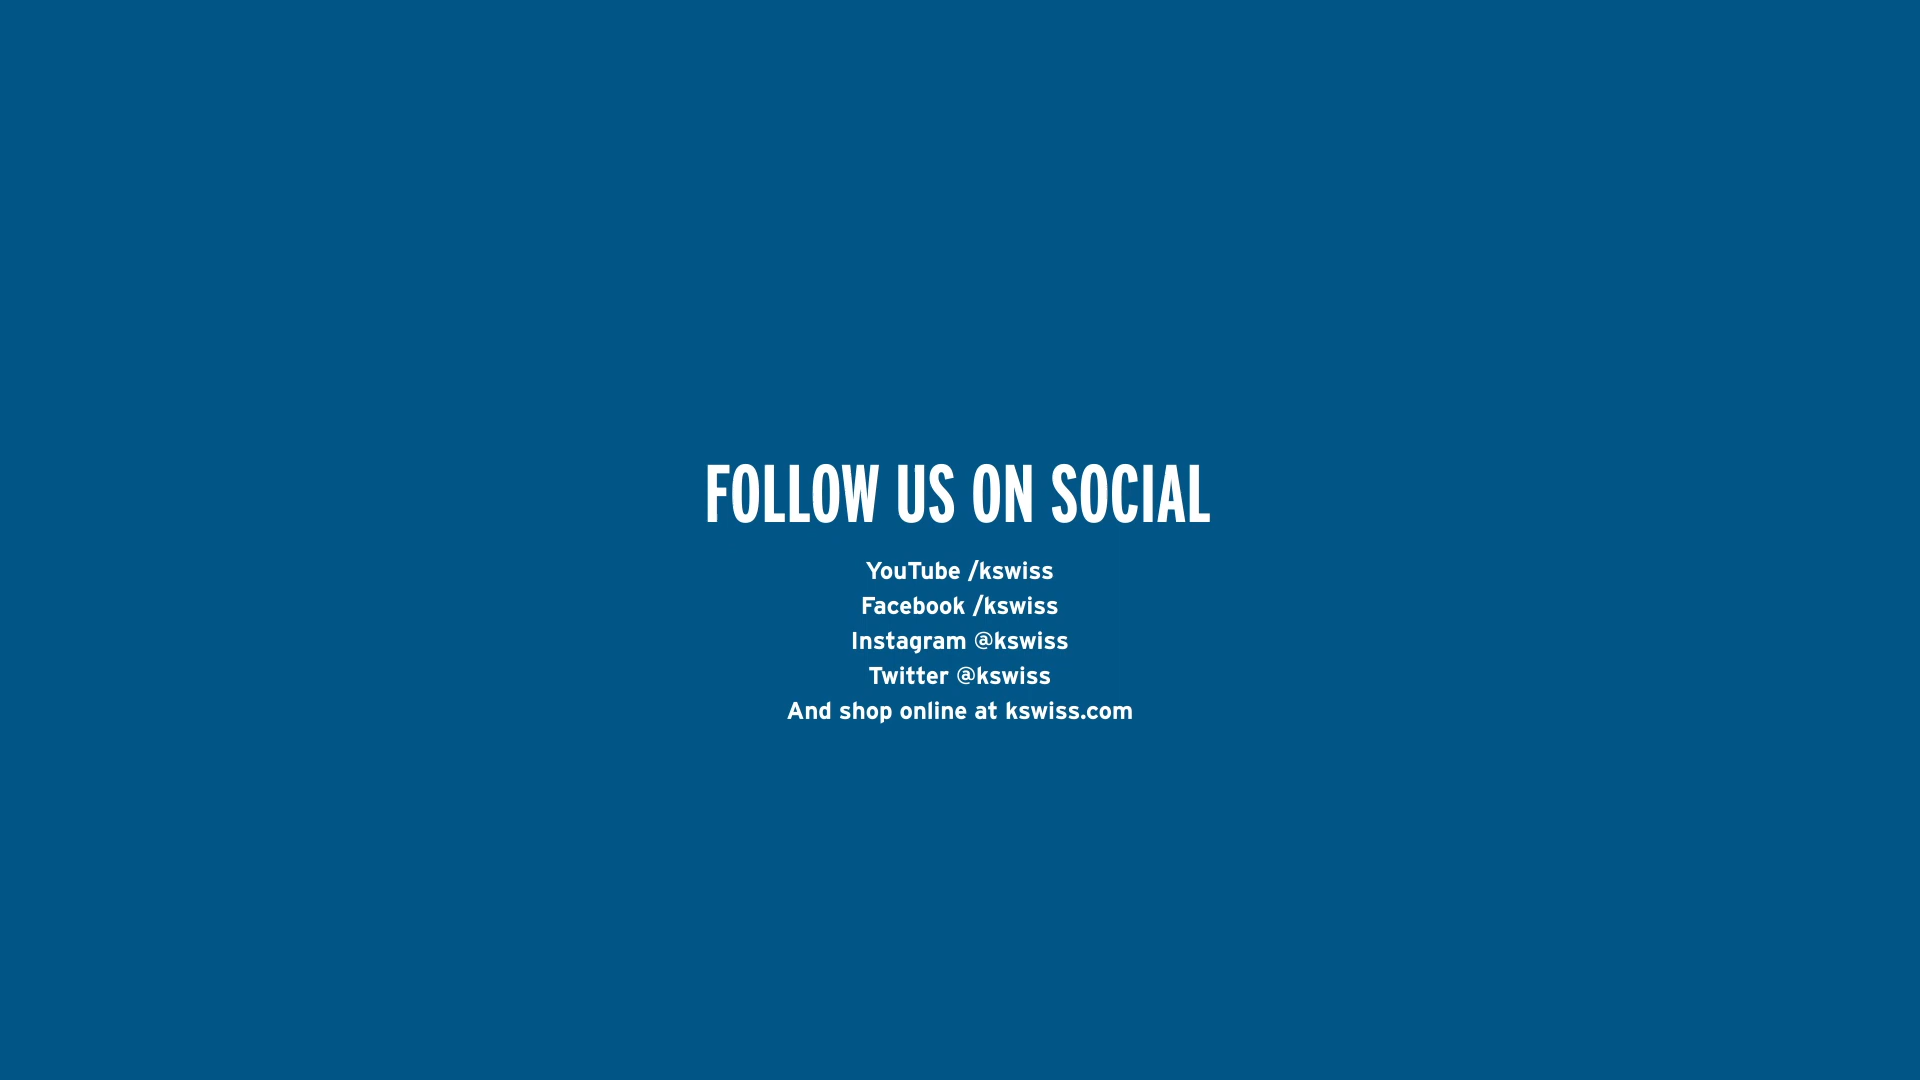 FOLLOW US ON SOCIAL
YouTube /kswiss
Facebook /kswiss
Instagram @kswiss
Twitter @kswiss
And shop online at kswiss.com